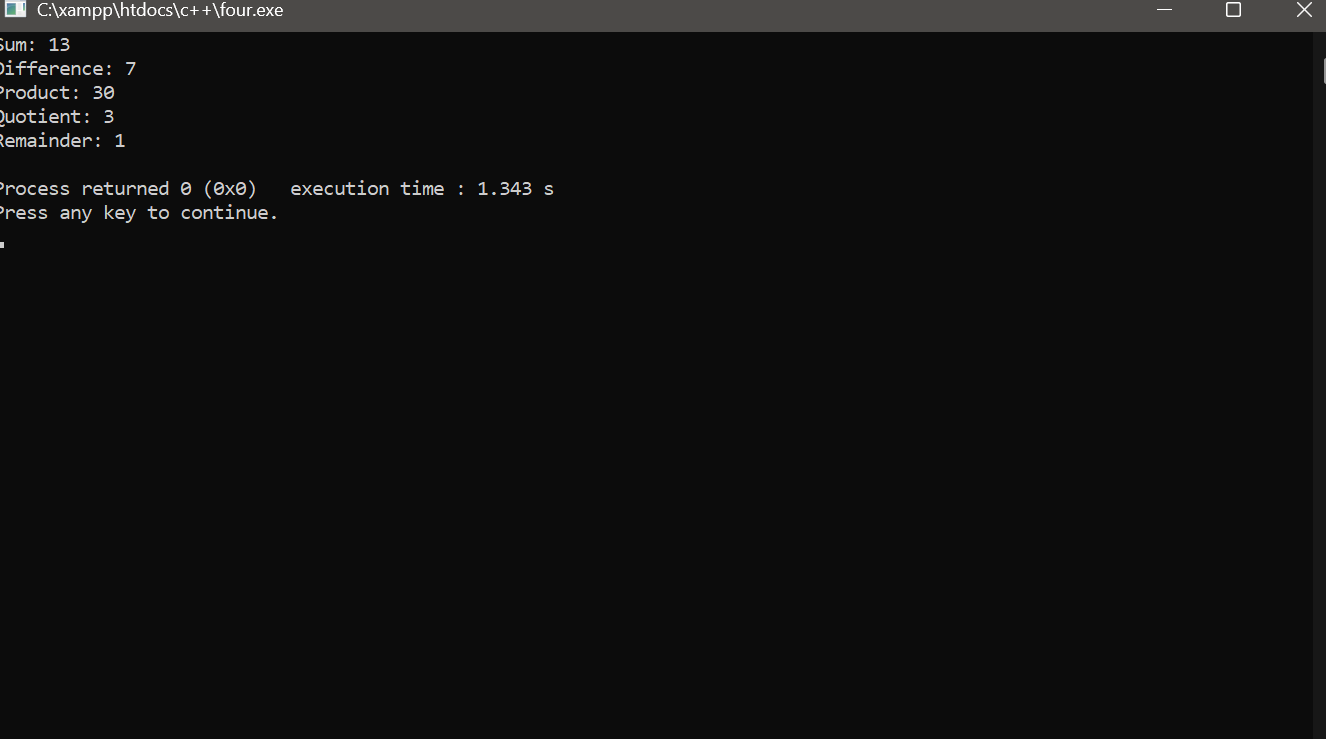 C:\xampp\htdocs\c++\four.exe
Sum: 13
Difference: 7
Product: 30
Quotient: 3
Remainder: 1
Process returned 0 (0x0)   execution time : 1.343 s
Press any key to continue.